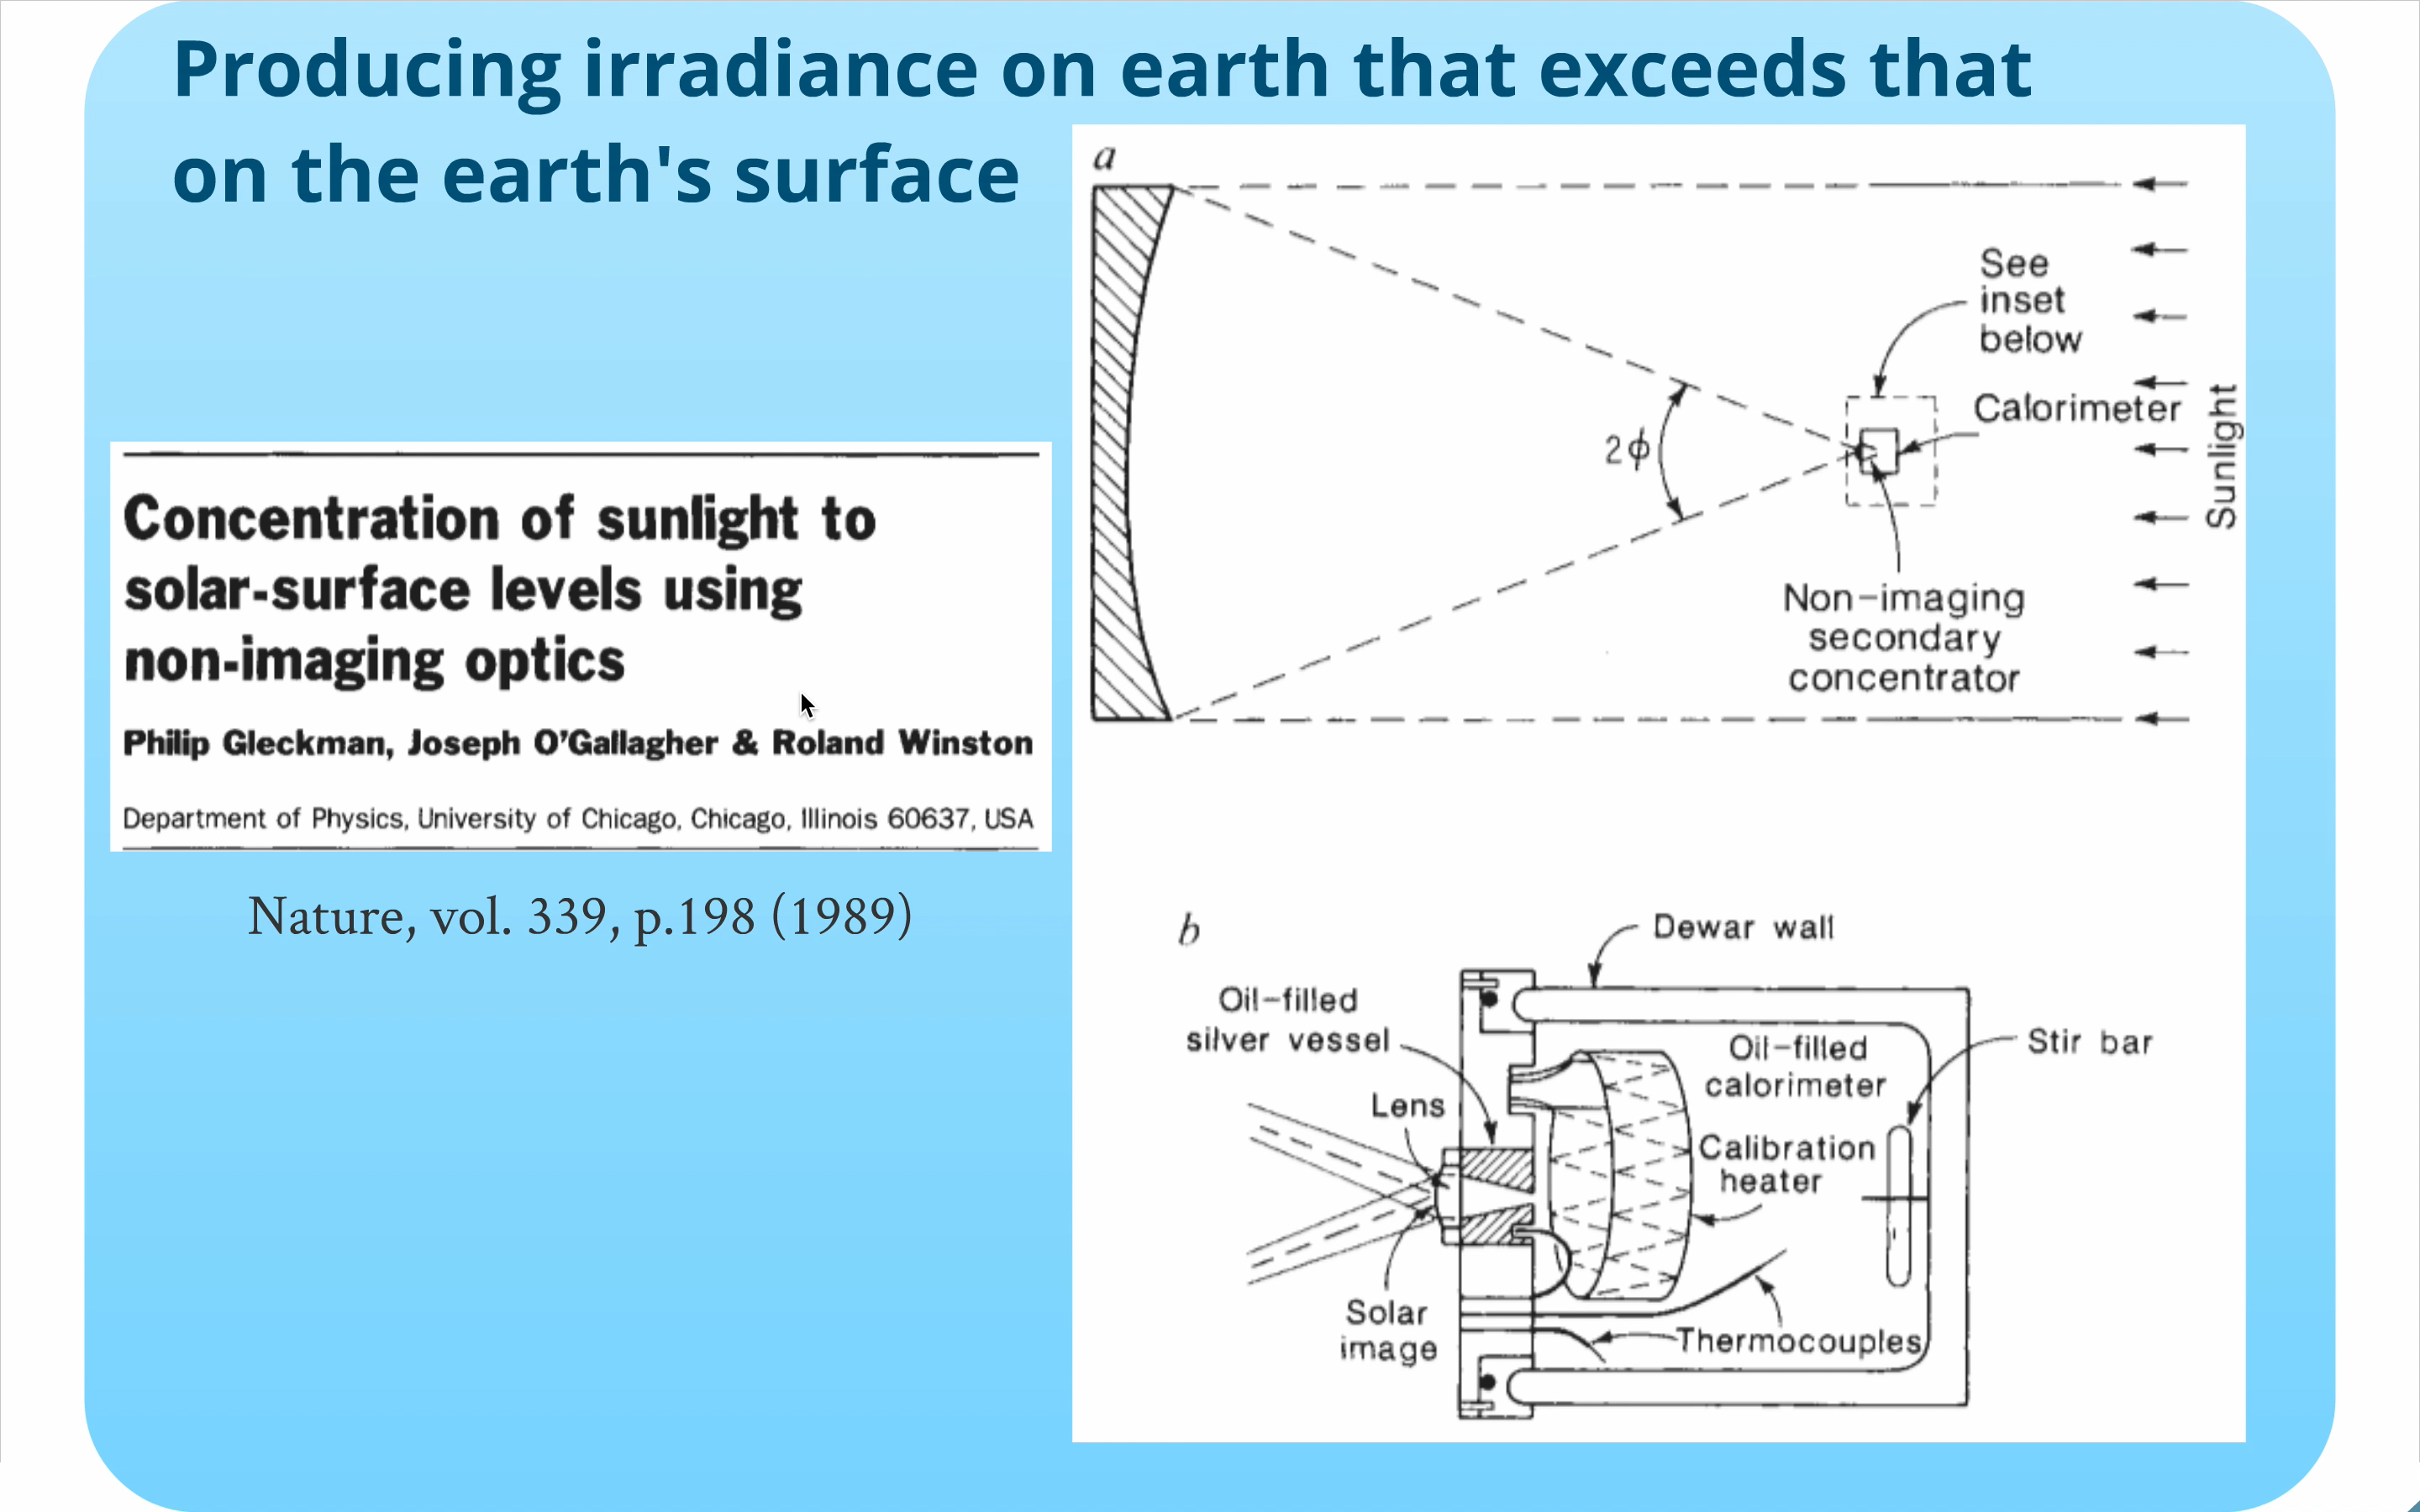 Producing irradiance on earth that exceeds that
on the earth's surface
Concentration of sunlight to
solar-surface levels using
non-imaging optics
Philip Gleckman, Joseph O'Gallagher & Roland Winston
Department of Physics, University of Chicago, Chicago, Illinois 60637, USA
Nature, vol. 339, p.198 (1989)
a
See
inset
below
Calorimeter
2ϕ
Sunlight
Non-imaging
secondary
concentrator
b
Dewar wall
Oil-filled
silver vessel
Stir bar
Oil-filled
calorimeter
Lens
Calibration
heater
Solar
image
Thermocouples